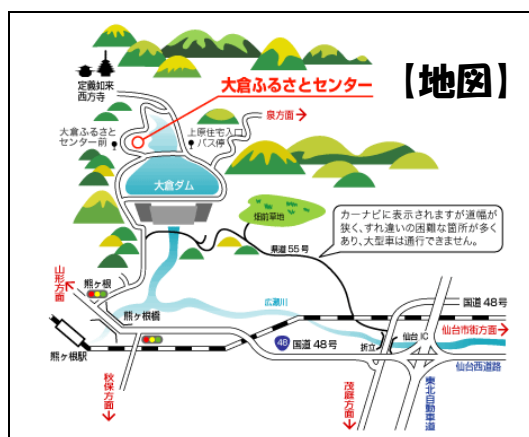 【地図】
定義如来
西方寺
大倉ふるさとセンター
泉方面
大倉ふるさと
センター前
上原住宅入口
バス停
大倉ダム
畑前草地
カーナビに表示されますが道幅が
狭く、すれ違いの困難な箇所が多く
あり、大型車は通行できません。
県道55号
山形方面
熊ヶ根
熊ヶ根橋
広瀬川
国道48号
仙台市街方面
仙台IC
折立
48
国道48号
熊ヶ根駅
仙台西道路
秋保方面
茂庭方面
東北自動車道